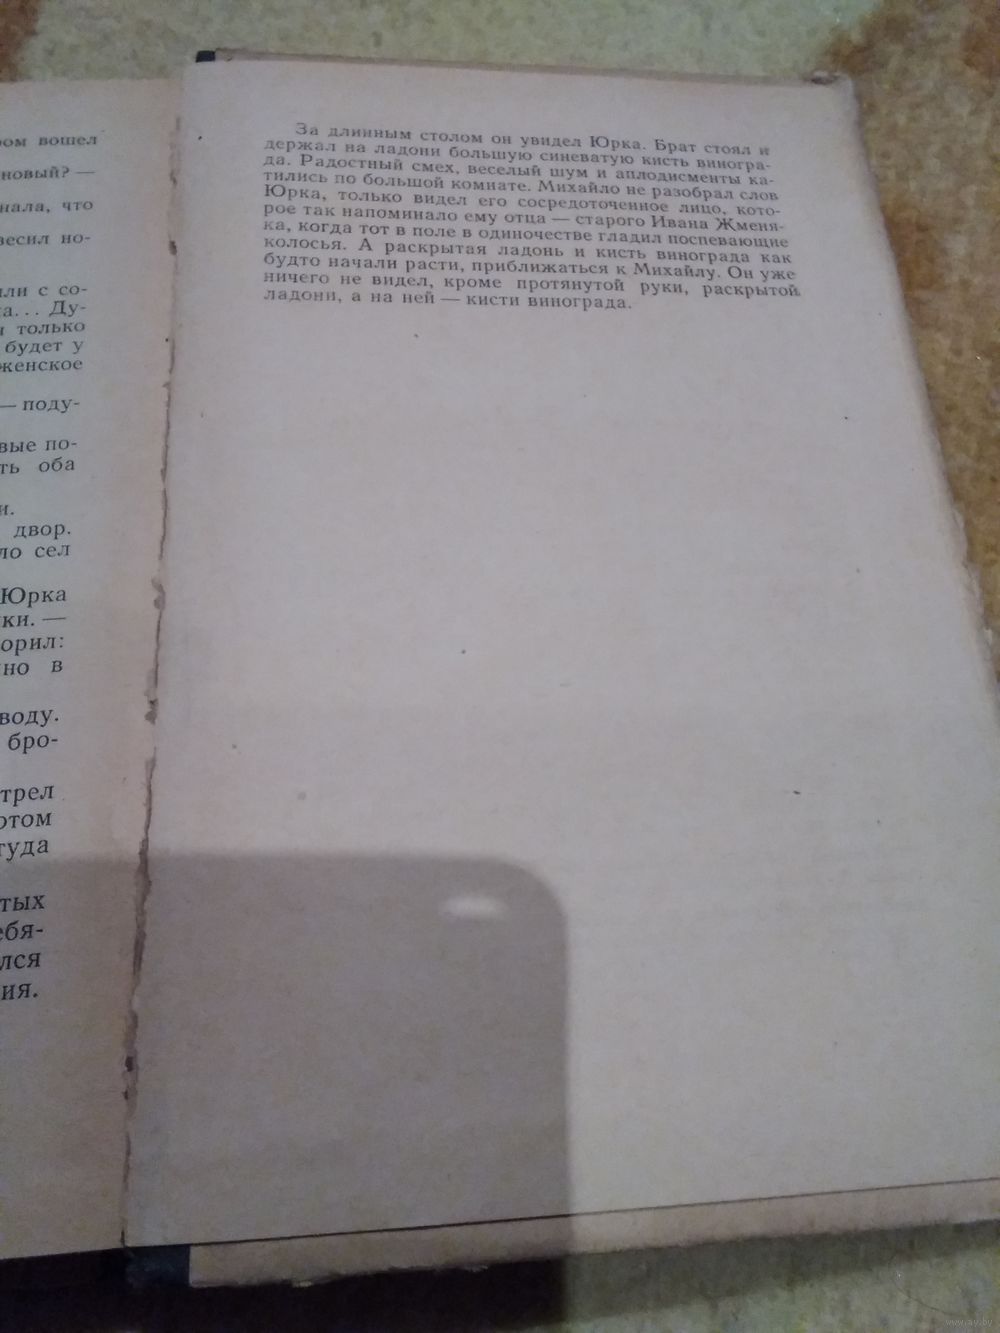 ром вошел
новый? —
нала, что
весил но-
или с со-
а... Ду-
только
будет у
женское
— поду-
вые по-
ть оба
и.
двор.
ло сел
Юрка
ки. —
орил:
но в
воду.
бро-
трел
отом
туда
тых
ебя-
лся
ия.
За длинным столом он увидел Юрка. Брат стоял и
держал на ладони большую синеватую кисть виногра-
да. Радостный смех, веселый шум и аплодисменты ка-
тились по большой комнате. Михайло не разобрал слов
Юрка, только видел его сосредоточенное лицо, кото-
рое так напоминало ему отца — старого Ивана Жменя-
ка, когда тот в поле в одиночестве гладил поспевающие
колосья. А раскрытая ладонь и кисть винограда как
будто начали расти, приближаться к Михайлу. Он уже
ничего не видел, кроме протянутой руки, раскрытой
ладони, а на ней — кисти винограда.
www.ay.by